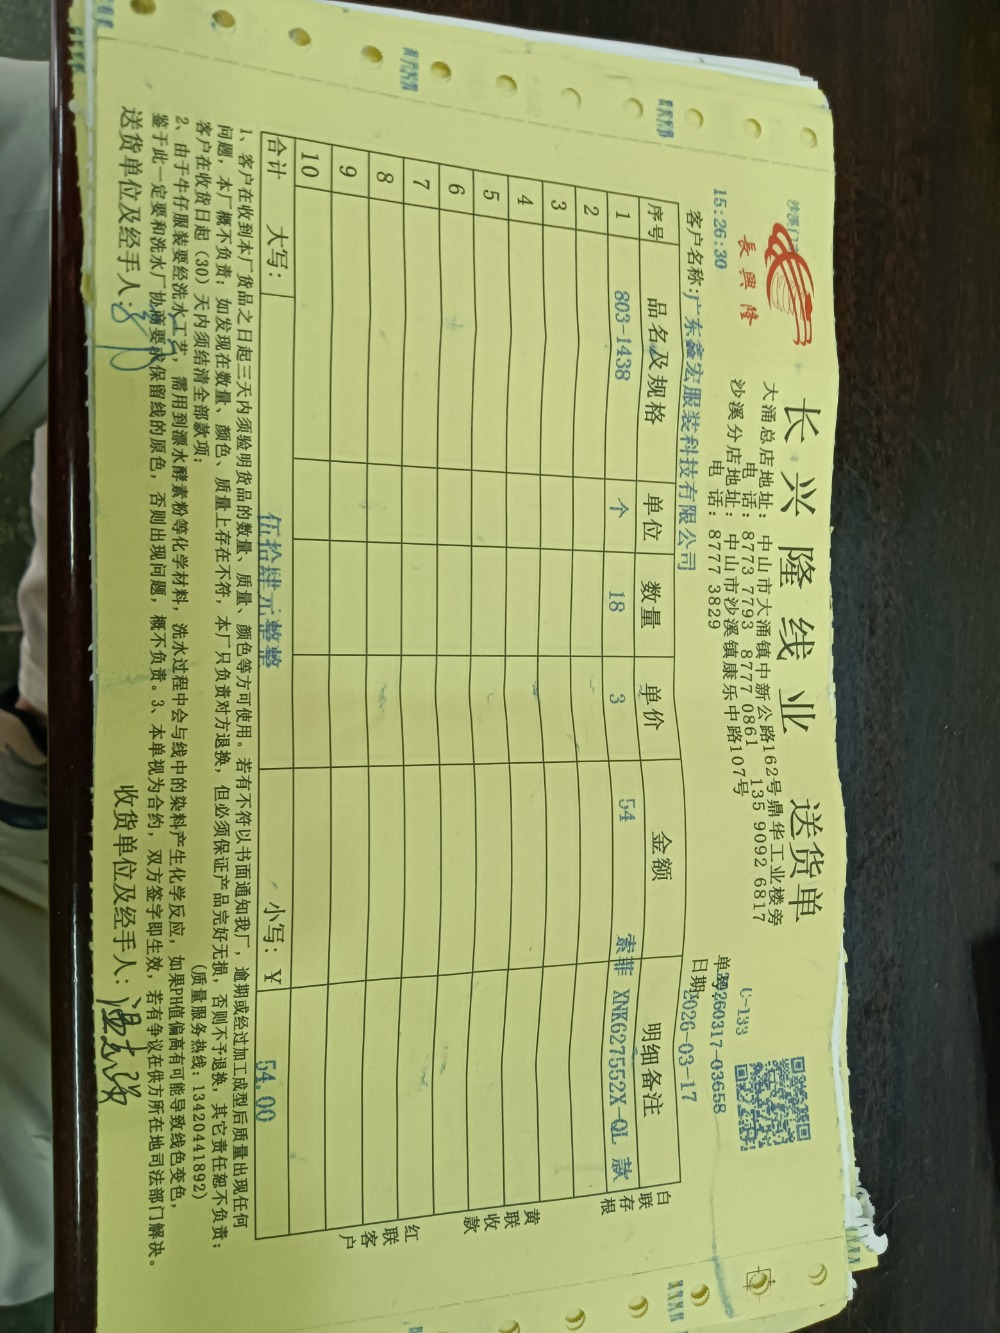 长兴隆线业 送货单
長興隆
大涌总店地址: 中山市大涌镇中新公路162号鼎华工业楼旁
电 话: 8773 7793 8777 0861 135 9092 6817
沙溪分店地址: 中山市沙溪镇康乐中路107号
电 话: 8777 3829
C-133
15:26:30
20260317-03658
客户名称:广东鑫宏服装科技有限公司
日期:2026-03-17
序号 品名及规格 单位 数量 单价 金额 明细备注
1 803-1438 个 18 3 54 索菲 XNK627552X-QL 款
2
3
4
5
6
7
8
9
10
合计 大写: 伍拾肆元整整 小写: ¥ 54.00
白联存根
黄联收款
红联客户
1、客户在收到本厂货品之日起三天内须验明货品的数量、质量、颜色等方可使用。若有不符以书面通知我厂，逾期或经过加工成型后质量出现任何
问题，本厂概不负责；如发现在数量、颜色、质量上存在不符，本厂只负责对方退换，但必须保证产品完好无损，否则不予退换，其它责任恕不负责；
客户在收货日起（30）天内须结清全部款项； (质量服务热线: 13420441892)
2、由于牛仔服装要经洗水工艺，需用到漂水酵素粉等化学材料，洗水过程中会与线中的染料产生化学反应，如果PH值偏高有可能导致线色变色，
鉴于此一定要和洗水厂协商要求保留线的原色，否则出现问题，概不负责。3、本单视为合约，双方签字即生效，若有争议在供方所在地司法部门解决。
送货单位及经手人: 收货单位及经手人: